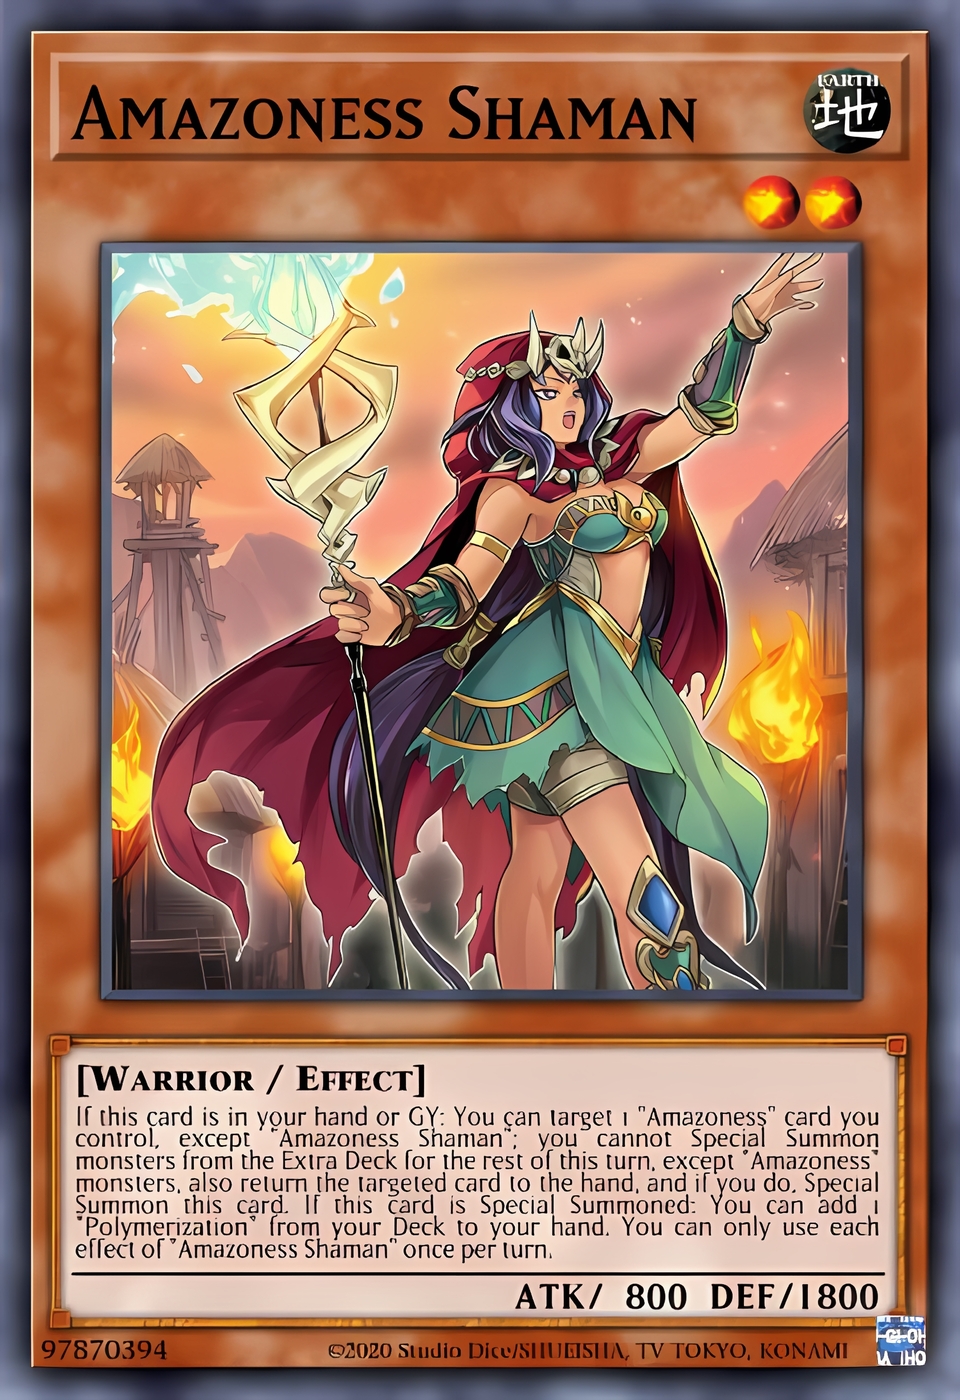 Amazoness Shaman
EARTH
地
[Warrior / Effect]
If this card is in your hand or GY: You can target 1 "Amazoness" card you
control, except "Amazoness Shaman"; you cannot Special Summon
monsters from the Extra Deck for the rest of this turn, except "Amazoness"
monsters, also return the targeted card to the hand, and if you do, Special
Summon this card. If this card is Special Summoned: You can add 1
"Polymerization" from your Deck to your hand. You can only use each
effect of "Amazoness Shaman" once per turn.
ATK/ 800 DEF/1800
97870394 ©2020 Studio Dice/SHUEISHA, TV TOKYO, KONAMI